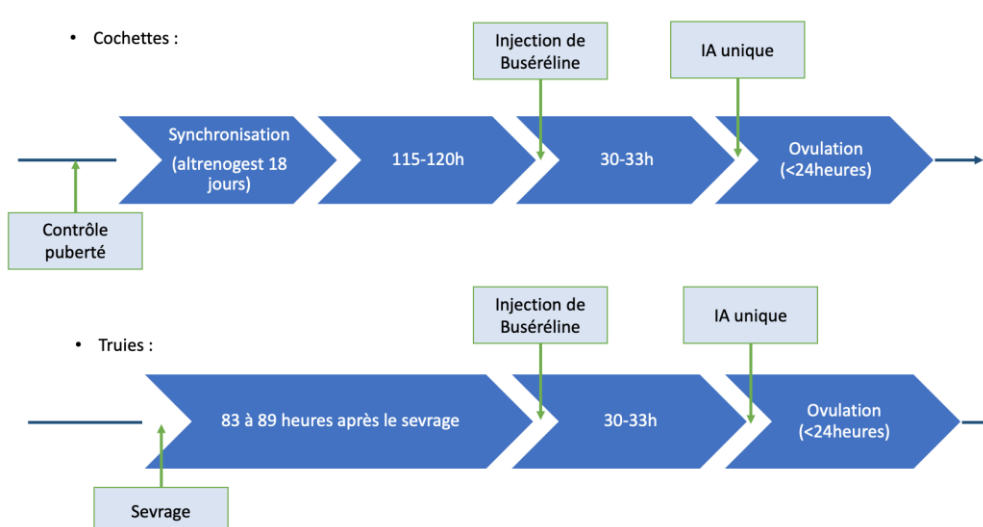 • Cochettes :
Injection de
Buséréline
IA unique
Synchronisation
(altrenogest 18
jours)
115-120h
30-33h
Ovulation
(<24heures)
Contrôle
puberté
• Truies :
Injection de
Buséréline
IA unique
83 à 89 heures après le sevrage
30-33h
Ovulation
(<24heures)
Sevrage